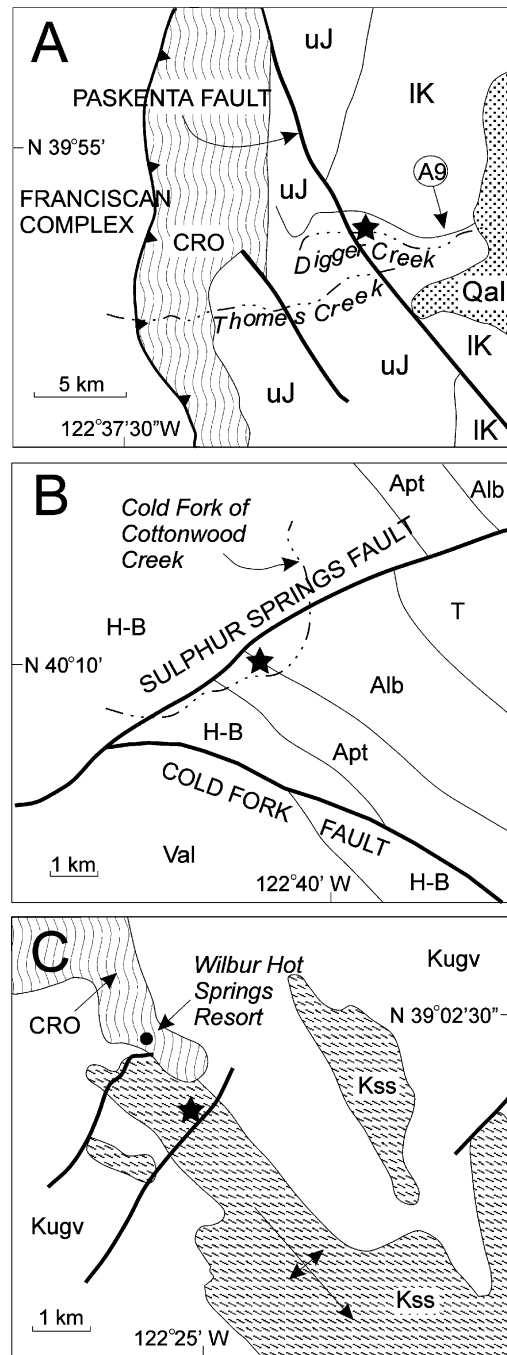 A
uJ
PASKENTA FAULT
lK
N 39°55'
A9
FRANCISCAN
COMPLEX
uJ
CRO
Digger Creek
Qal
Thomes Creek
lK
5 km
uJ
uJ
122°37'30"W
lK
B
Apt
Alb
Cold Fork of
Cottonwood
Creek
SULPHUR SPRINGS FAULT
H-B
T
N 40°10'
Alb
H-B
Apt
COLD FORK FAULT
Val
1 km
122°40' W
H-B
C
Wilbur Hot
Springs
Resort
Kugv
CRO
N 39°02'30"
Kss
Kugv
Kss
1 km
122°25' W